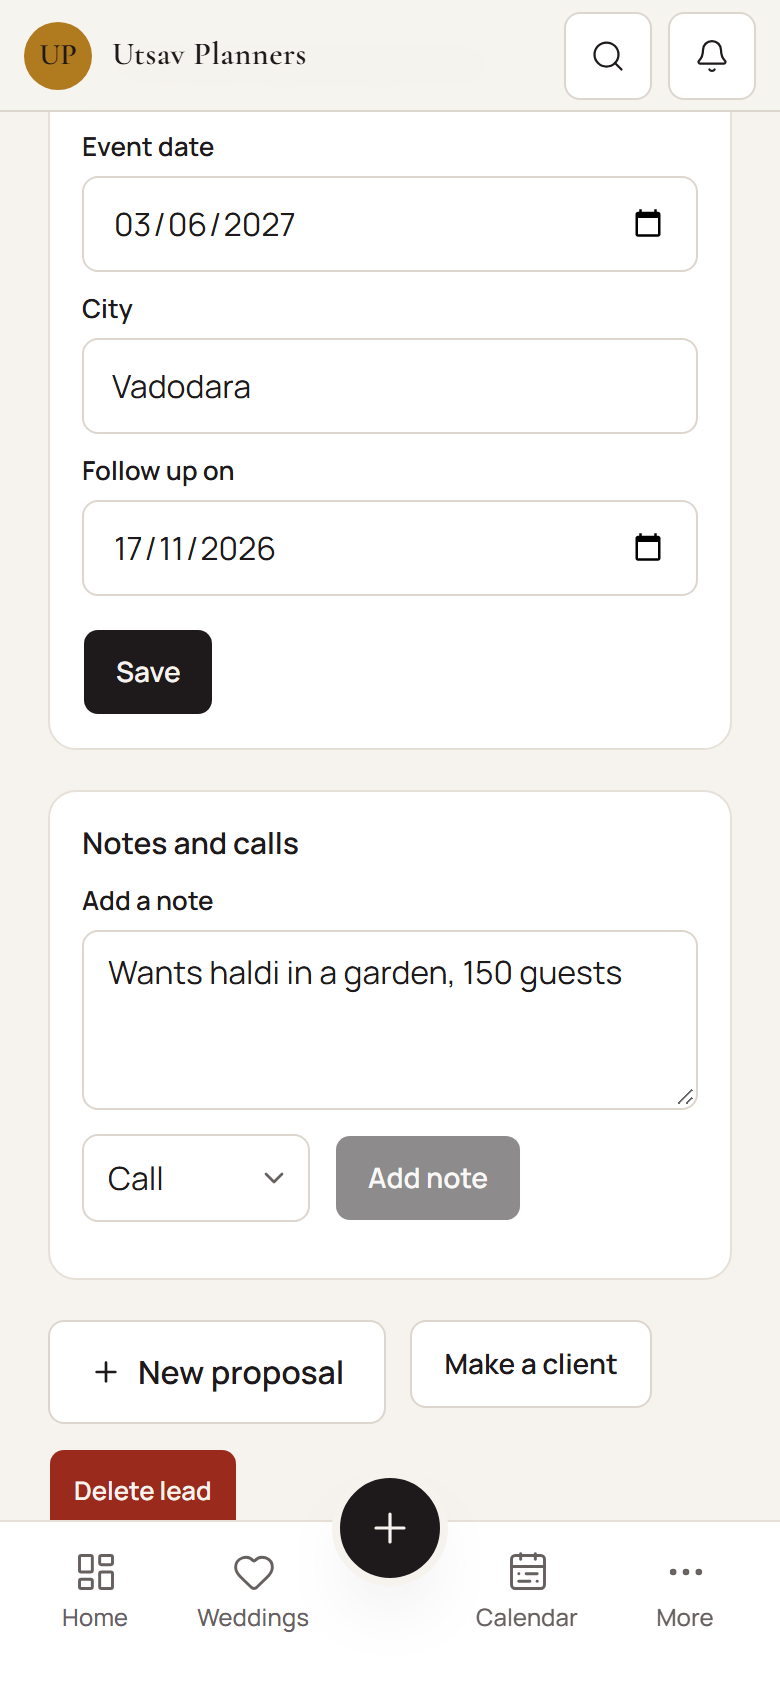 UP
Utsav Planners
Event date
03/06/2027
City
Vadodara
Follow up on
17/11/2026
Save
Notes and calls
Add a note
Wants haldi in a garden, 150 guests
Call
Add note
New proposal
Make a client
Delete lead
Home
Weddings
Calendar
More